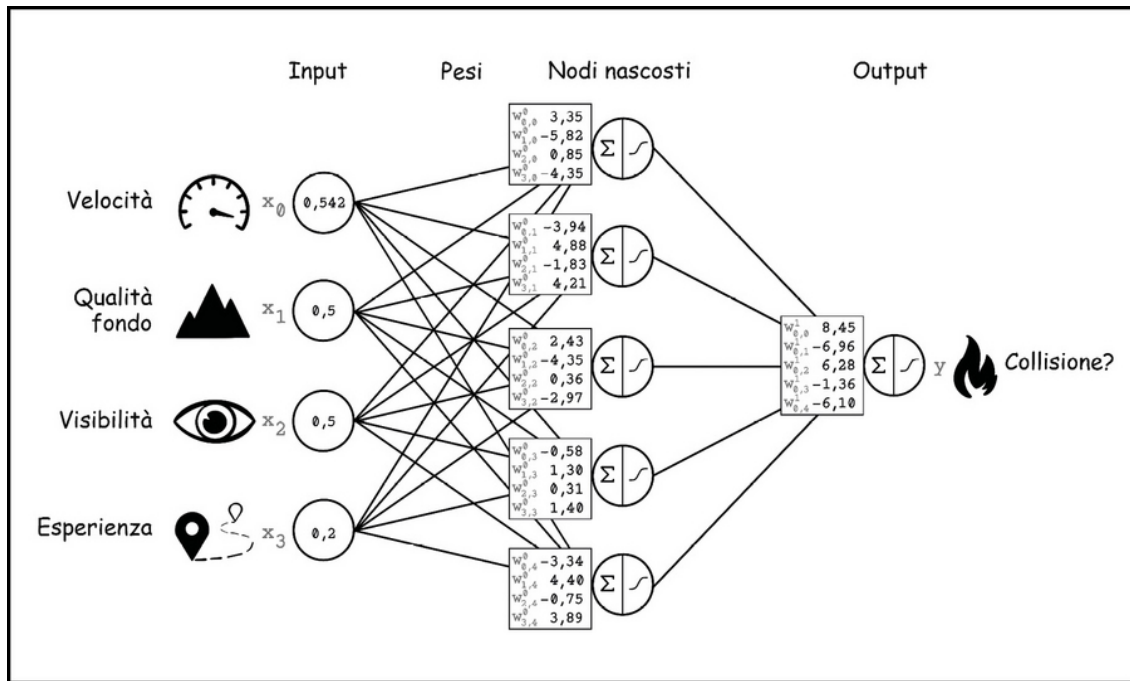 Input Pesi Nodi nascosti Output
Velocità x₀ 0,542
Qualità
fondo x₁ 0,5
Visibilità x₂ 0,5
Esperienza x₃ 0,2
w⁰₀,₀ 3,35
w⁰₁,₀ -5,82
w⁰₂,₀ 0,85
w⁰₃,₀ -4,35
Σ
w⁰₀,₁ -3,94
w⁰₁,₁ 4,88
w⁰₂,₁ -1,83
w⁰₃,₁ 4,21
Σ
w⁰₀,₂ 2,43
w⁰₁,₂ -4,35
w⁰₂,₂ 0,36
w⁰₃,₂ -2,97
Σ
w⁰₀,₃ -0,58
w⁰₁,₃ 1,30
w⁰₂,₃ 0,31
w⁰₃,₃ 1,40
Σ
w⁰₀,₄ -3,34
w⁰₁,₄ 4,40
w⁰₂,₄ -0,75
w⁰₃,₄ 3,89
Σ
w¹₀,₀ 8,45
w¹₀,₁ -6,96
w¹₀,₂ 6,28
w¹₀,₃ -1,36
w¹₀,₄ -6,10
Σ
y Collisione?